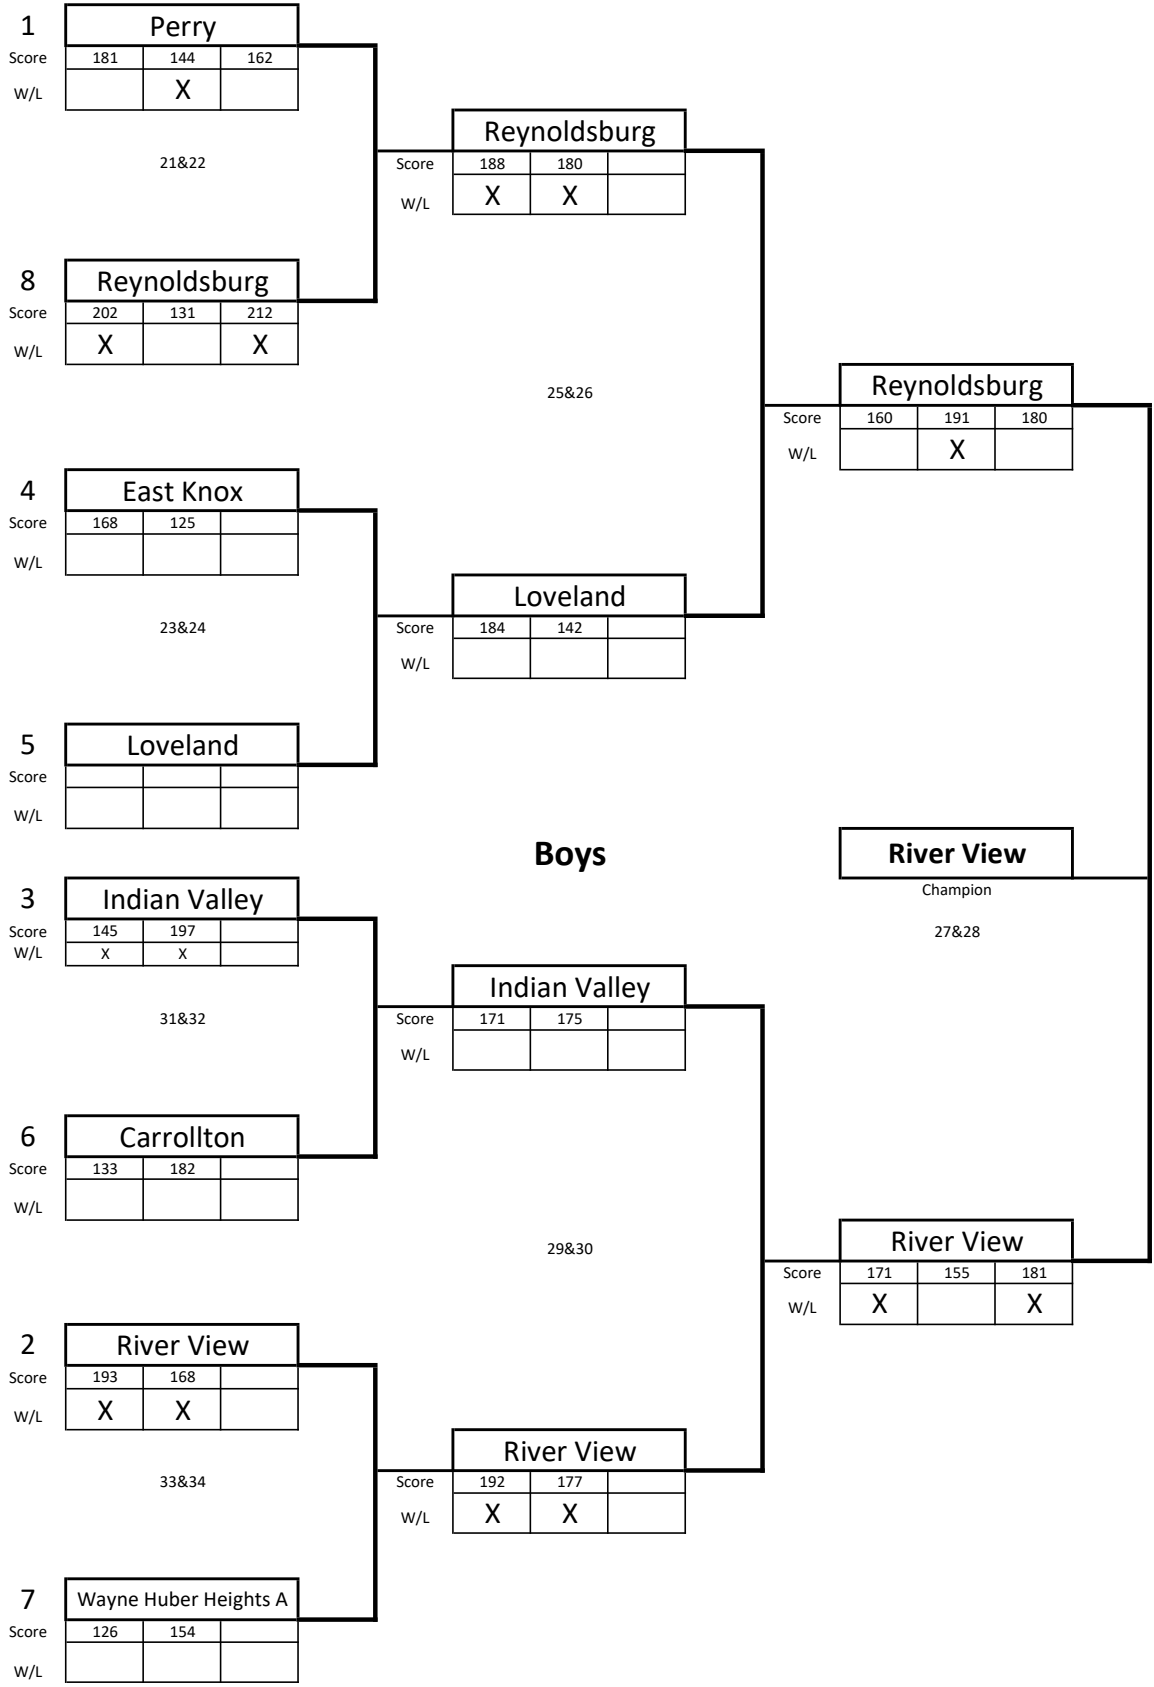 1 Perry
Score 181 144 162
W/L X
21&22
Reynoldsburg
Score 188 180
W/L X X
8 Reynoldsburg
Score 202 131 212
W/L X X
25&26
Reynoldsburg
Score 160 191 180
W/L X
4 East Knox
Score 168 125
W/L
23&24
Loveland
Score 184 142
W/L
5 Loveland
Score
W/L
Boys
River View
Champion
27&28
3 Indian Valley
Score 145 197
W/L X X
31&32
Indian Valley
Score 171 175
W/L
6 Carrollton
Score 133 182
W/L
29&30
River View
Score 171 155 181
W/L X X
2 River View
Score 193 168
W/L X X
33&34
River View
Score 192 177
W/L X X
7 Wayne Huber Heights A
Score 126 154
W/L